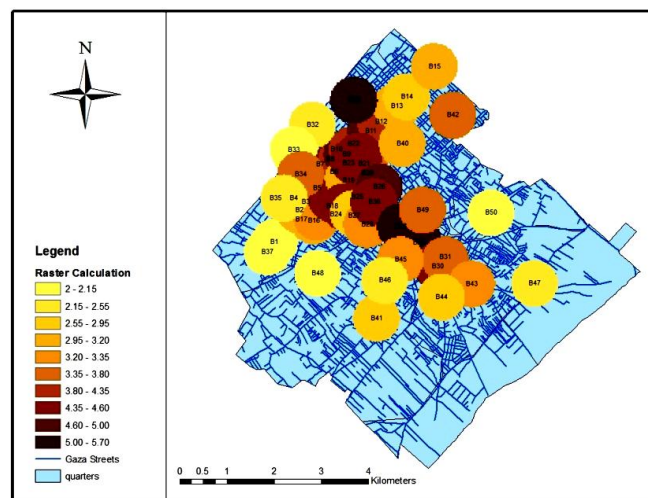 N
B15
B14
B13
B42
B12
B32
B11
B40
B33
B34
B35
B4
B2
B17
B16
B18
B24
B49
B50
B1
B37
B48
B45
B31
B30
B46
B43
B47
B44
B41
Legend
Raster Calculation
2 - 2.15
2.15 - 2.55
2.55 - 2.95
2.95 - 3.20
3.20 - 3.35
3.35 - 3.80
3.80 - 4.35
4.35 - 4.60
4.60 - 5.00
5.00 - 5.70
Gaza Streets
quarters
0 0.5 1 2 3 4
Kilometers